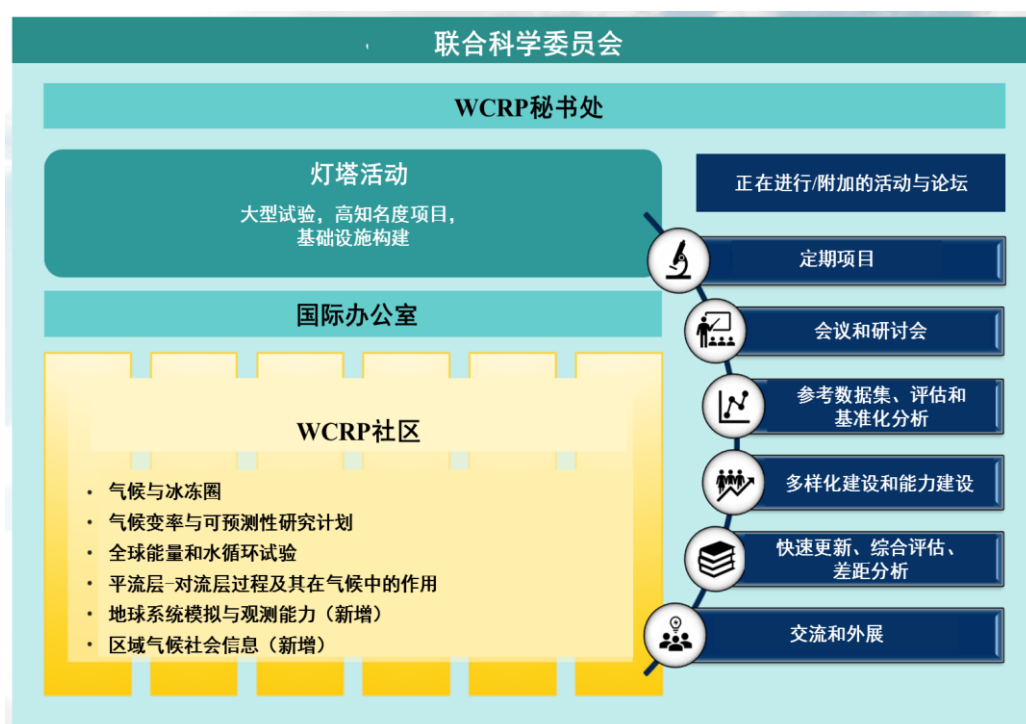 联合科学委员会
WCRP秘书处
灯塔活动
大型试验，高知名度项目，
基础设施构建
国际办公室
WCRP社区
· 气候与冰冻圈
· 气候变率与可预测性研究计划
· 全球能量和水循环试验
· 平流层-对流层过程及其在气候中的作用
· 地球系统模拟与观测能力（新增）
· 区域气候社会信息（新增）
正在进行/附加的活动与论坛
定期项目
会议和研讨会
参考数据集、评估和
基准化分析
多样化建设和能力建设
快速更新、综合评估、
差距分析
交流和外展